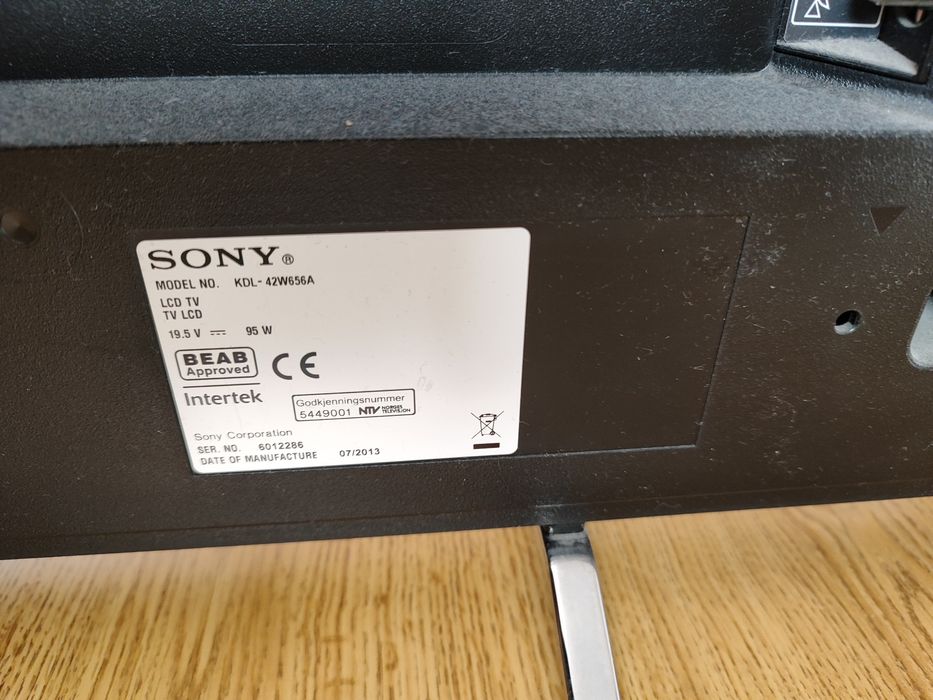 SONY®
MODEL NO. KDL-42W656A
LCD TV
TV LCD
19.5 V ⎓ 95 W
BEAB
Approved
CE
Intertek
Godkjenningsnummer
5449001 NTV NORGES TELEVISJON
Sony Corporation
SER. NO. 6012286
DATE OF MANUFACTURE 07/2013